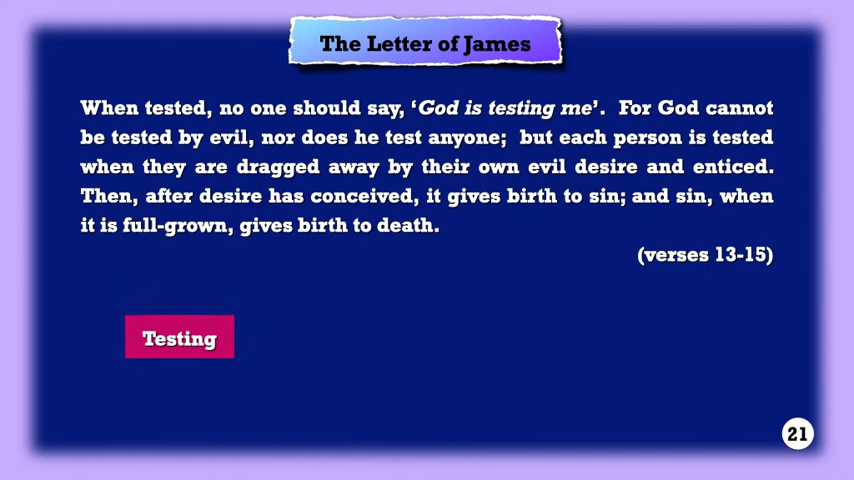 The Letter of James
When tested, no one should say, ‘God is testing me’. For God cannot
be tested by evil, nor does he test anyone; but each person is tested
when they are dragged away by their own evil desire and enticed.
Then, after desire has conceived, it gives birth to sin; and sin, when
it is full-grown, gives birth to death.
(verses 13-15)
Testing
21